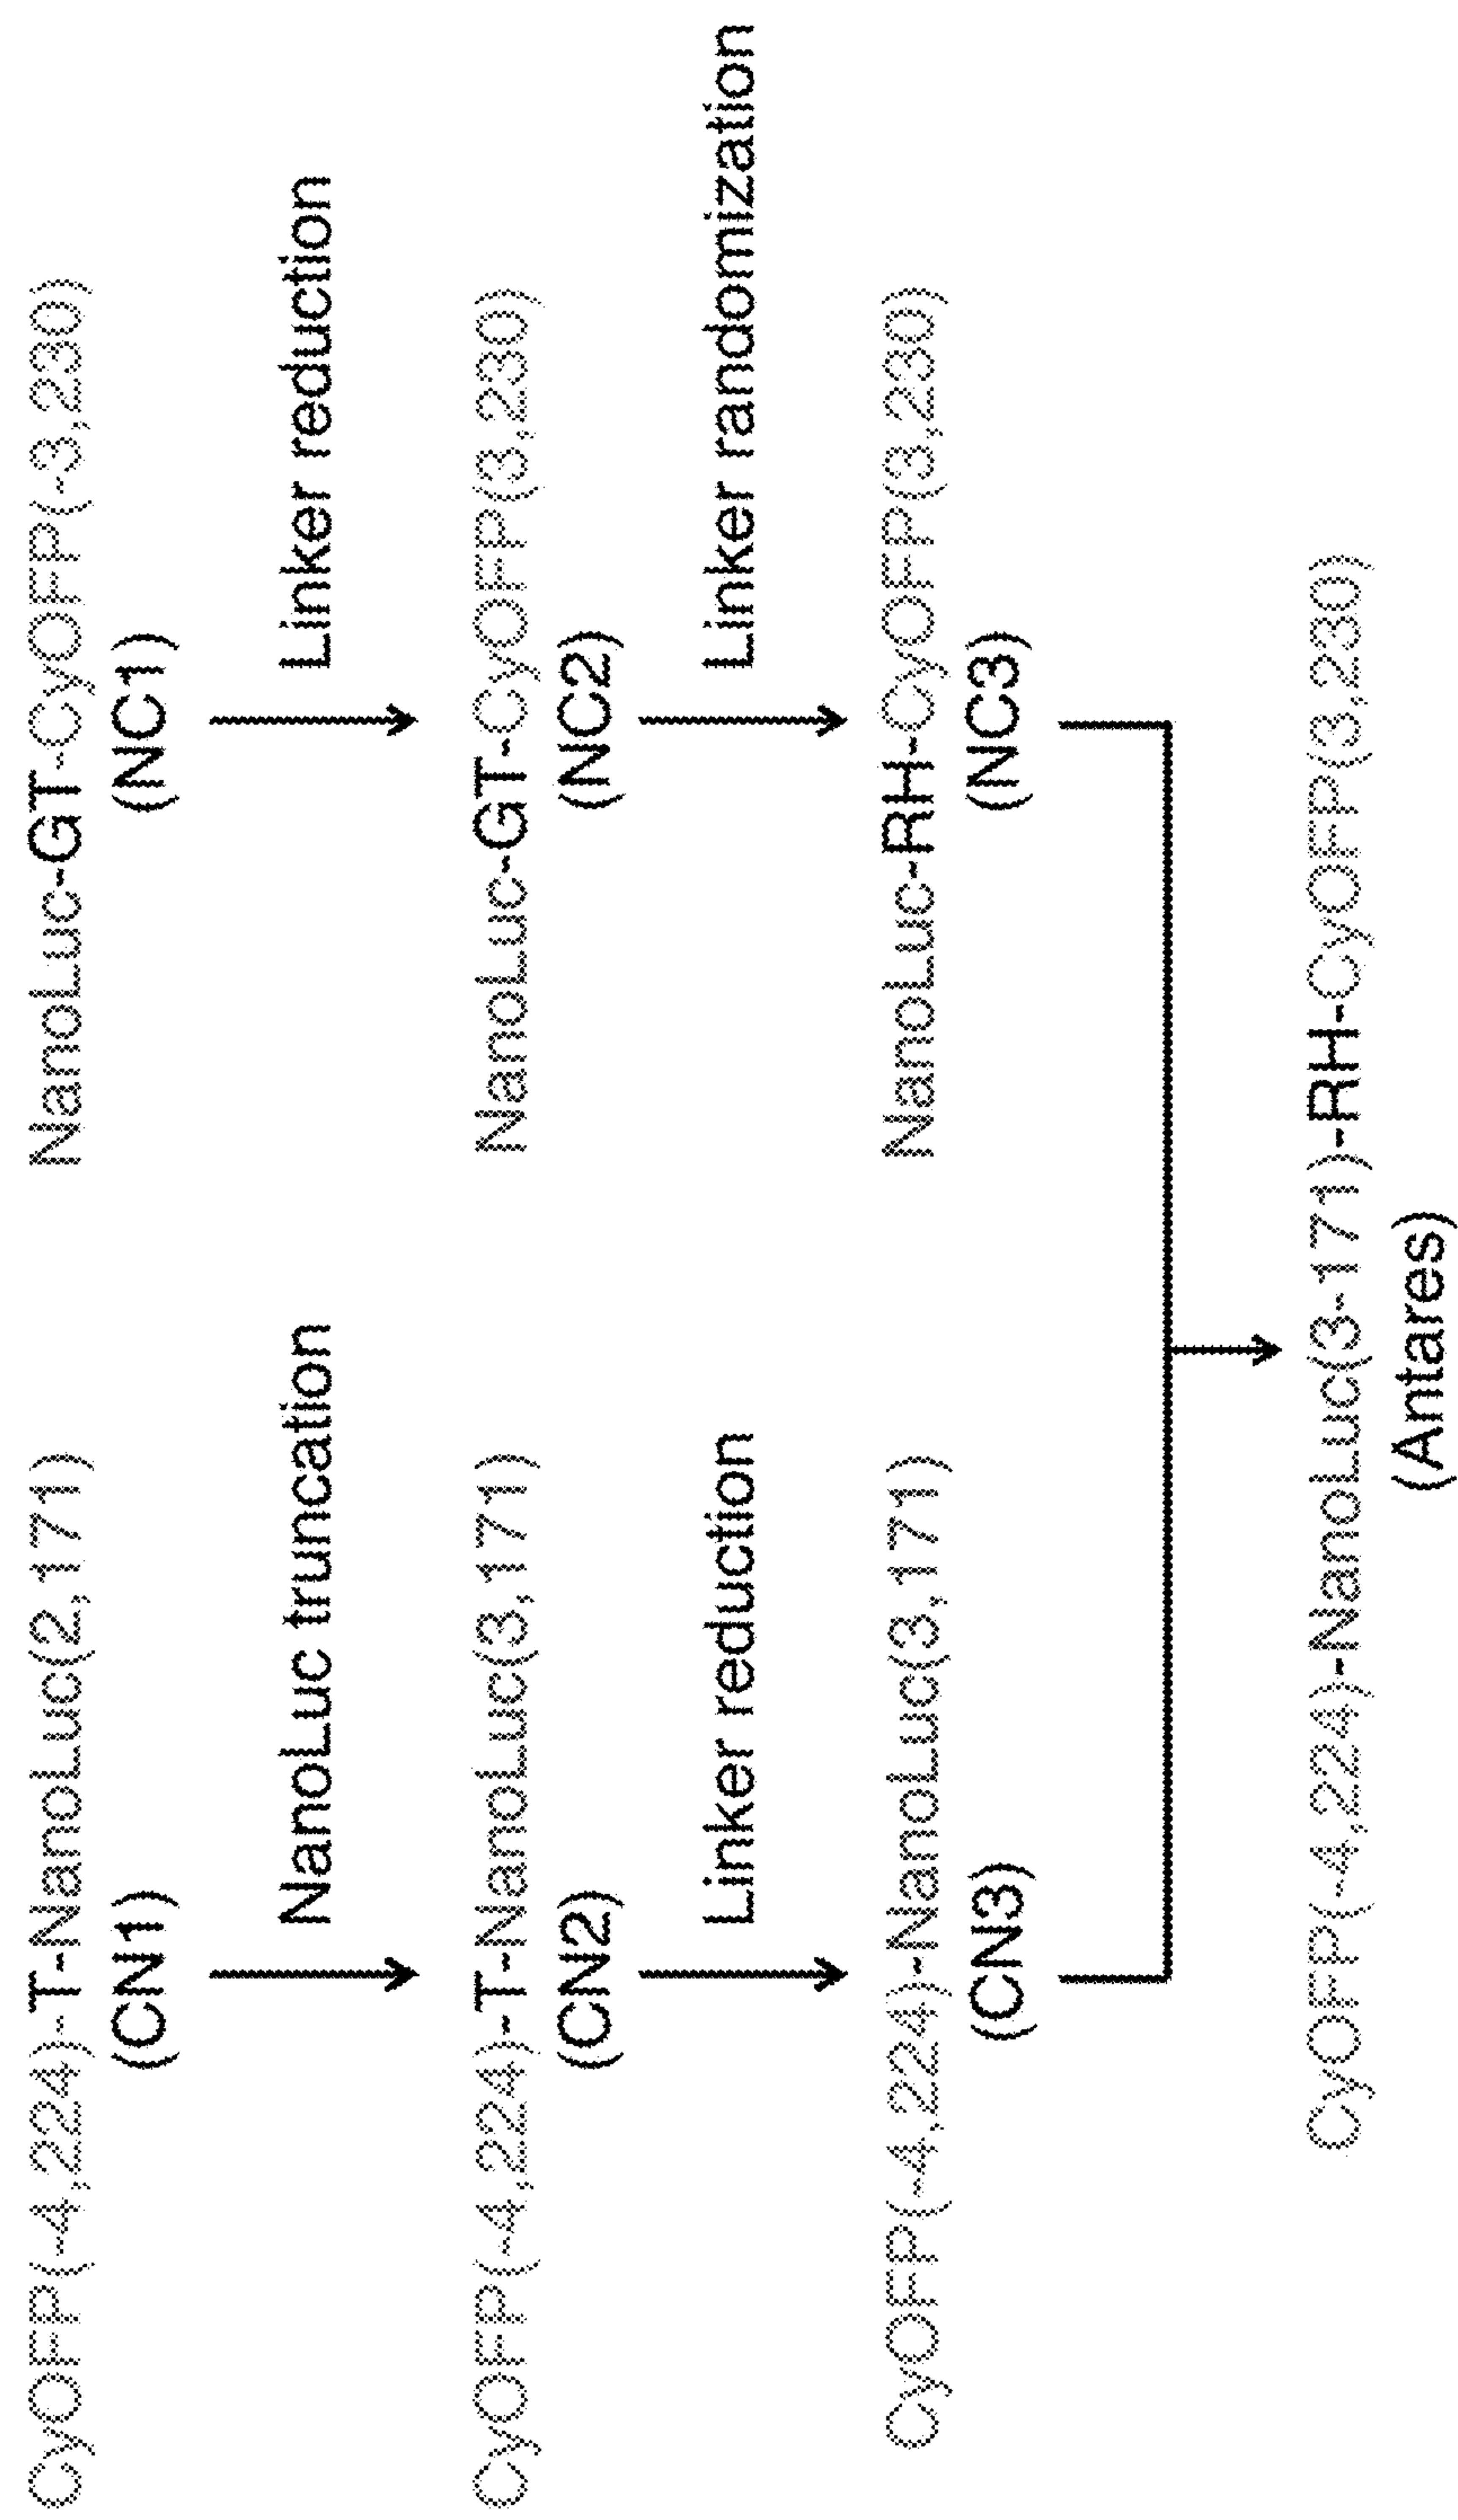 CyOFP(-4,224)-T-NanoLuc(2,171)
(CN1)
NanoLuc truncation
CyOFP(-4,224)-T-NanoLuc(3,171)
(CN2)
Linker reduction
CyOFP(-4,224)-NanoLuc(3,171)
(CN3)
NanoLuc-GT-CyOFP(-3,230)
(NC1)
Linker reduction
NanoLuc-GT-CyOFP(3,230)
(NC2)
Linker randomization
NanoLuc-RH-CyOFP(3,230)
(NC3)
CyOFP(-4,224)-NanoLuc(3-171)-RH-CyOFP(3,230)
(Antares)